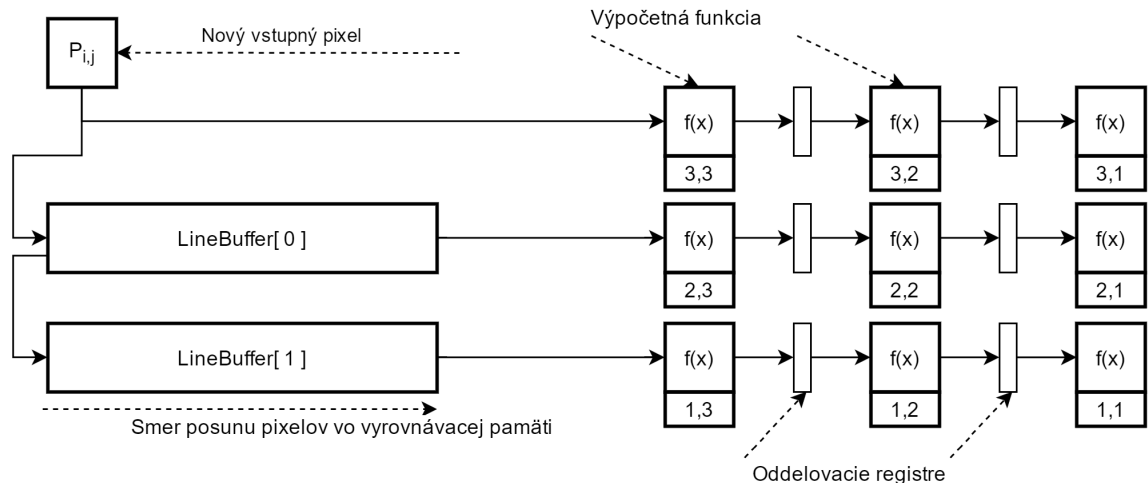 Výpočetná funkcia
Nový vstupný pixel
Pi,j
f(x) f(x) f(x)
3,3 3,2 3,1
LineBuffer[ 0 ] f(x) f(x) f(x)
2,3 2,2 2,1
LineBuffer[ 1 ] f(x) f(x) f(x)
1,3 1,2 1,1
Smer posunu pixelov vo vyrovnávacej pamäti
Oddelovacie registre